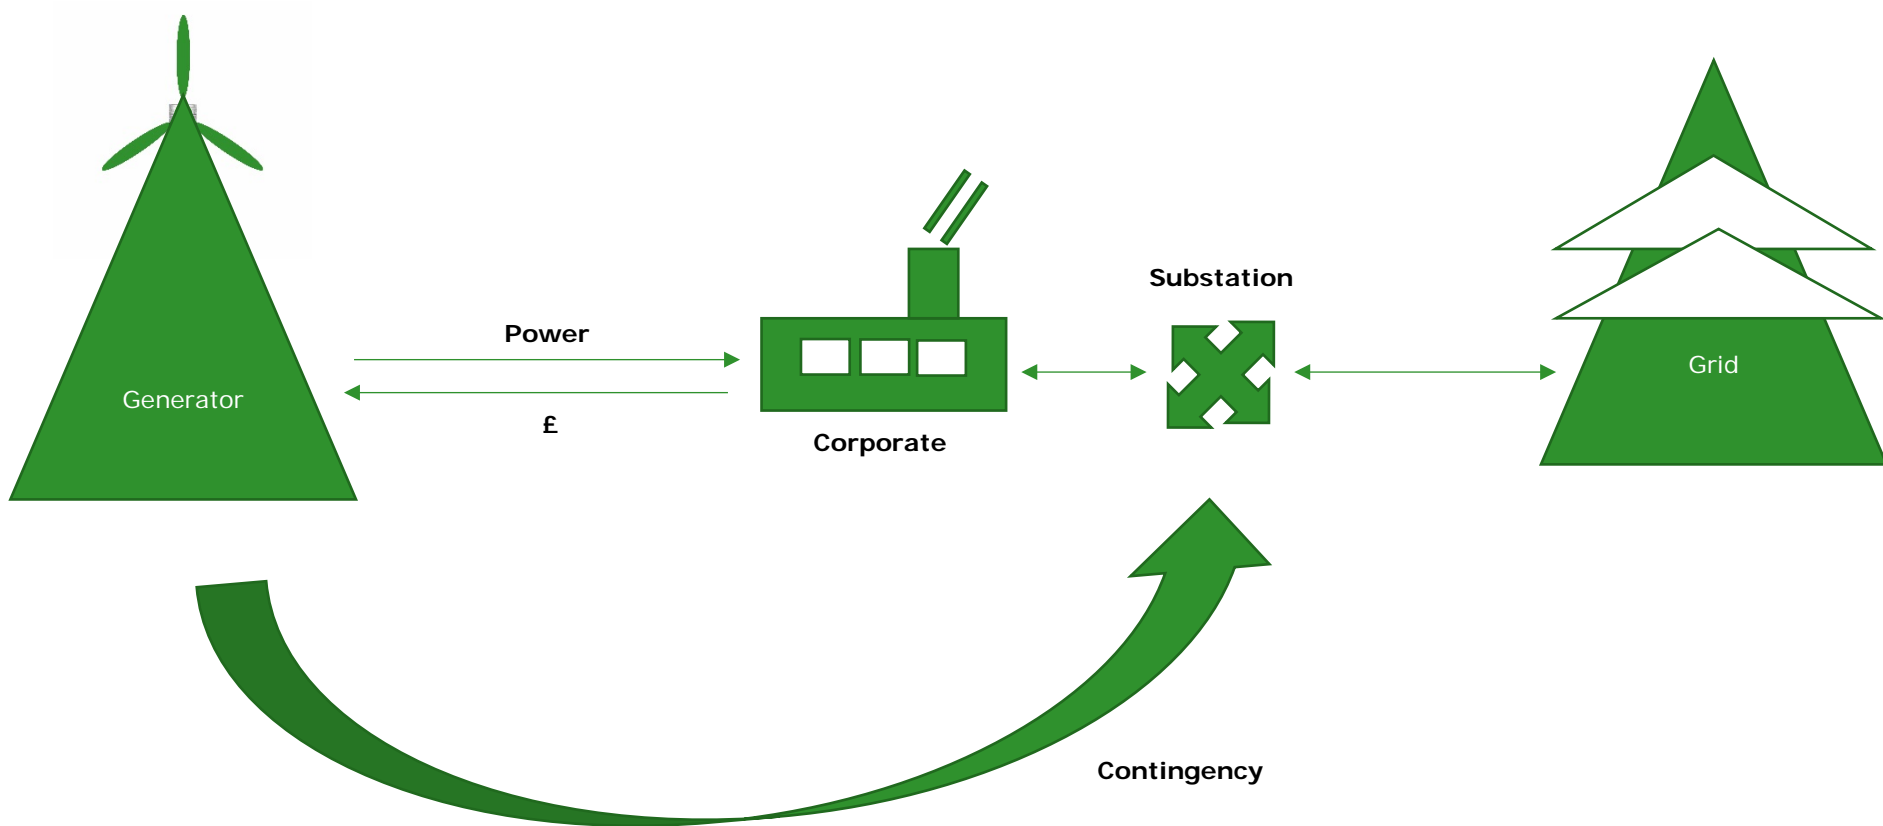 Substation
Power
Grid
Generator
£
Corporate
Contingency